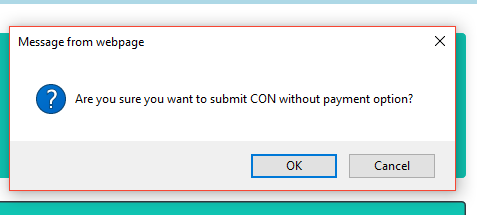 Message from webpage
Are you sure you want to submit CON without payment option?
OK
Cancel